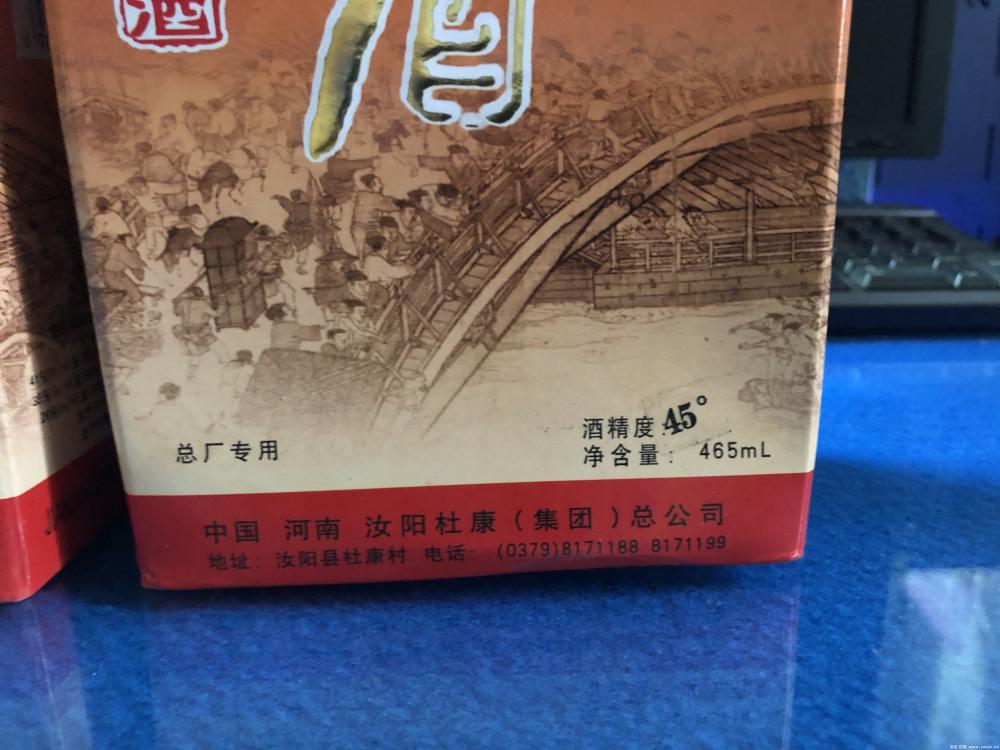 酒
酒
总厂专用
酒精度:45°
净含量: 465mL
中国 河南 汝阳杜康(集团)总公司
地址: 汝阳县杜康村 电话: (0379)8171188 8171199